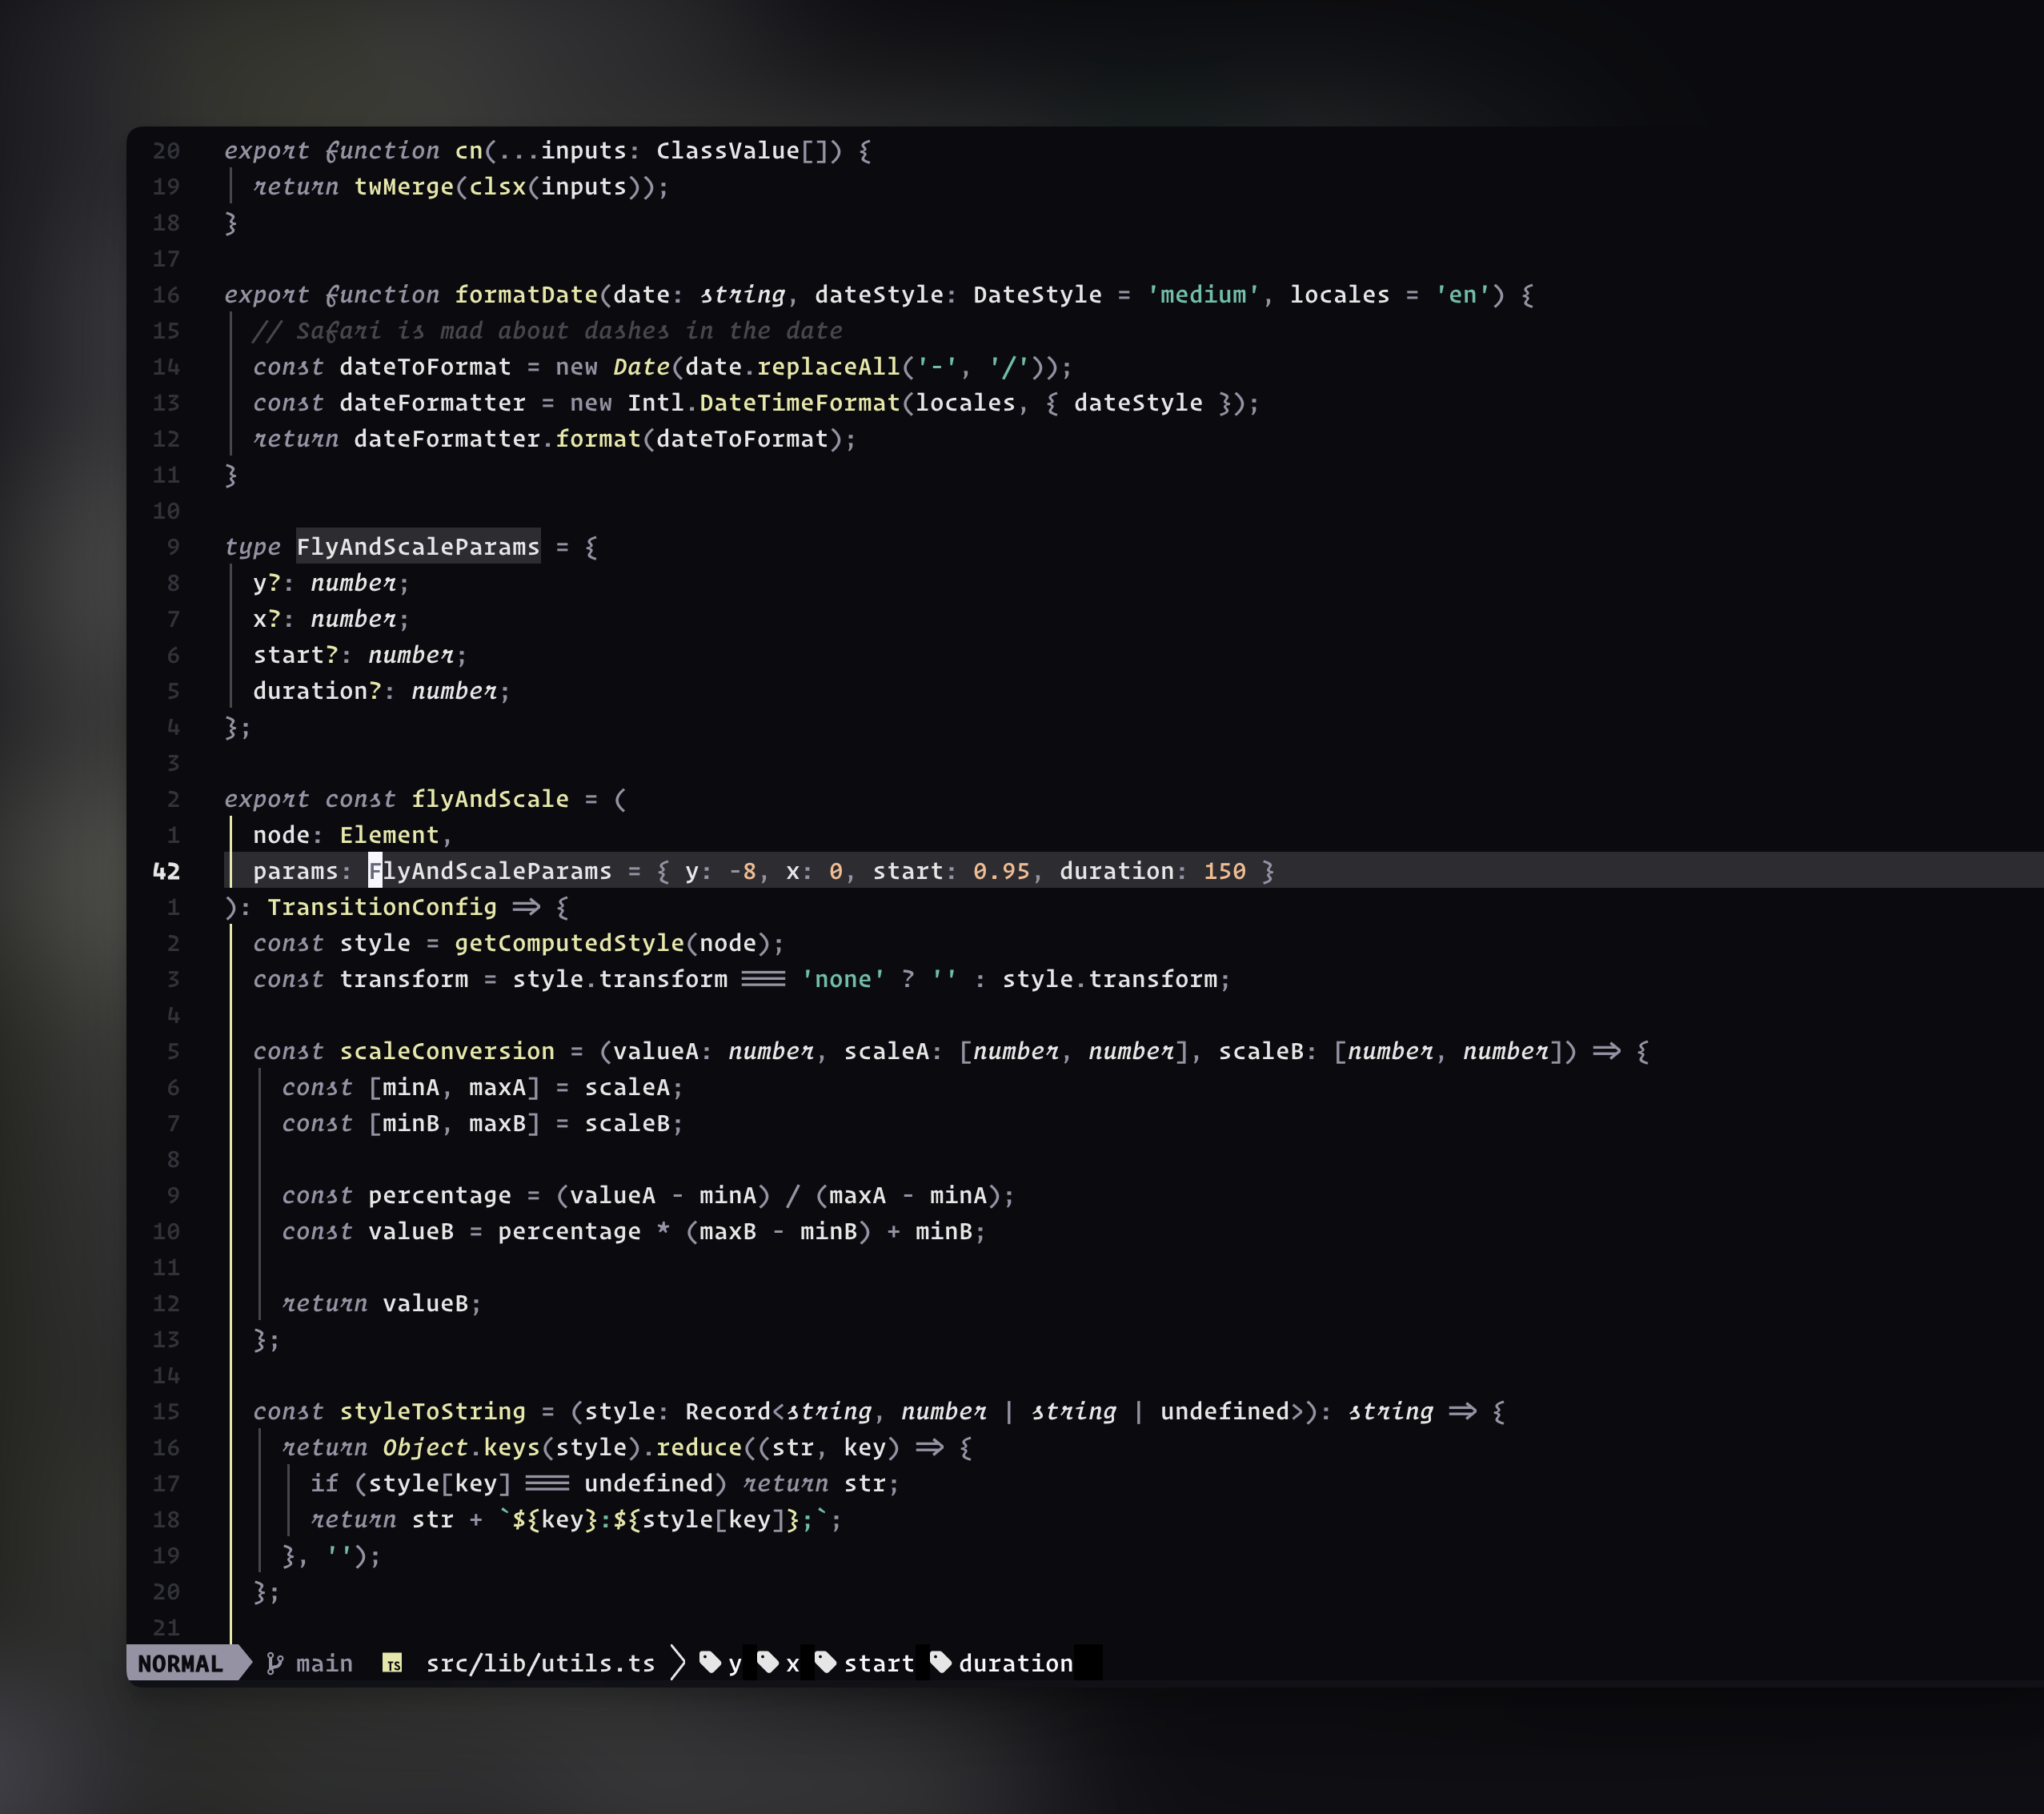 20 export function cn(...inputs: ClassValue[]) {
19 return twMerge(clsx(inputs));
18 }
17
16 export function formatDate(date: string, dateStyle: DateStyle = 'medium', locales = 'en') {
15 // Safari is mad about dashes in the date
14 const dateToFormat = new Date(date.replaceAll('-', '/'));
13 const dateFormatter = new Intl.DateTimeFormat(locales, { dateStyle });
12 return dateFormatter.format(dateToFormat);
11 }
10
9 type FlyAndScaleParams = {
8 y?: number;
7 x?: number;
6 start?: number;
5 duration?: number;
4 };
3
2 export const flyAndScale = (
1 node: Element,
42 params: FlyAndScaleParams = { y: -8, x: 0, start: 0.95, duration: 150 }
1 ): TransitionConfig => {
2 const style = getComputedStyle(node);
3 const transform = style.transform === 'none' ? '' : style.transform;
4
5 const scaleConversion = (valueA: number, scaleA: [number, number], scaleB: [number, number]) => {
6 const [minA, maxA] = scaleA;
7 const [minB, maxB] = scaleB;
8
9 const percentage = (valueA - minA) / (maxA - minA);
10 const valueB = percentage * (maxB - minB) + minB;
11
12 return valueB;
13 };
14
15 const styleToString = (style: Record<string, number | string | undefined>): string => {
16 return Object.keys(style).reduce((str, key) => {
17 if (style[key] === undefined) return str;
18 return str + `${key}:${style[key]};`;
19 }, '');
20 };
21
NORMAL main TS src/lib/utils.ts y x start duration